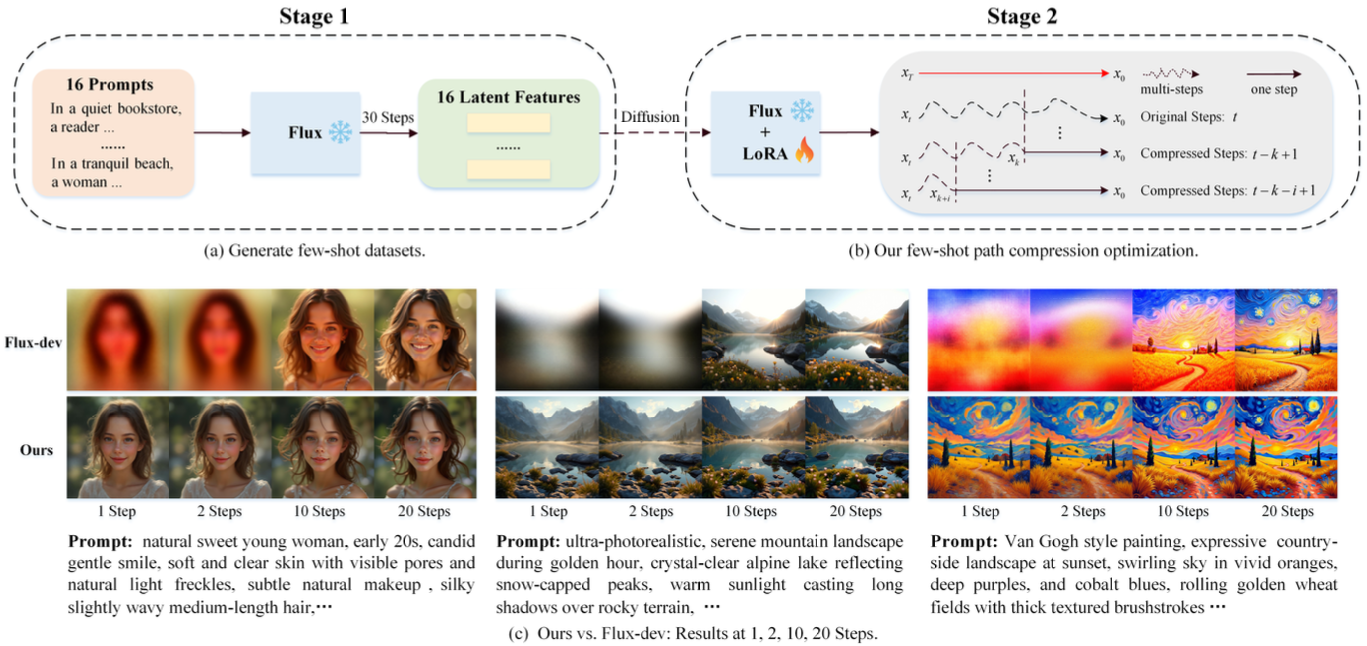 Stage 1
Stage 2
16 Prompts
In a quiet bookstore,
a reader ...
......
In a tranquil beach,
a woman ...
Flux
30 Steps
16 Latent Features
......
Diffusion
Flux
+
LoRA
x_T
x_0
multi-steps
one step
x_t
x_0
Original Steps: t
x_t
x_k
x_0
Compressed Steps: t − k + 1
x_t
x_{k+i}
x_0
Compressed Steps: t − k − i + 1
(a) Generate few-shot datasets.
(b) Our few-shot path compression optimization.
Flux-dev
Ours
1 Step
2 Steps
10 Steps
20 Steps
1 Step
2 Steps
10 Steps
20 Steps
1 Step
2 Steps
10 Steps
20 Steps
Prompt: natural sweet young woman, early 20s, candid
gentle smile, soft and clear skin with visible pores and
natural light freckles, subtle natural makeup , silky
slightly wavy medium-length hair,⋯
Prompt: ultra-photorealistic, serene mountain landscape
during golden hour, crystal-clear alpine lake reflecting
snow-capped peaks, warm sunlight casting long
shadows over rocky terrain, ⋯
Prompt: Van Gogh style painting, expressive country-
side landscape at sunset, swirling sky in vivid oranges,
deep purples, and cobalt blues, rolling golden wheat
fields with thick textured brushstrokes ⋯
(c) Ours vs. Flux-dev: Results at 1, 2, 10, 20 Steps.